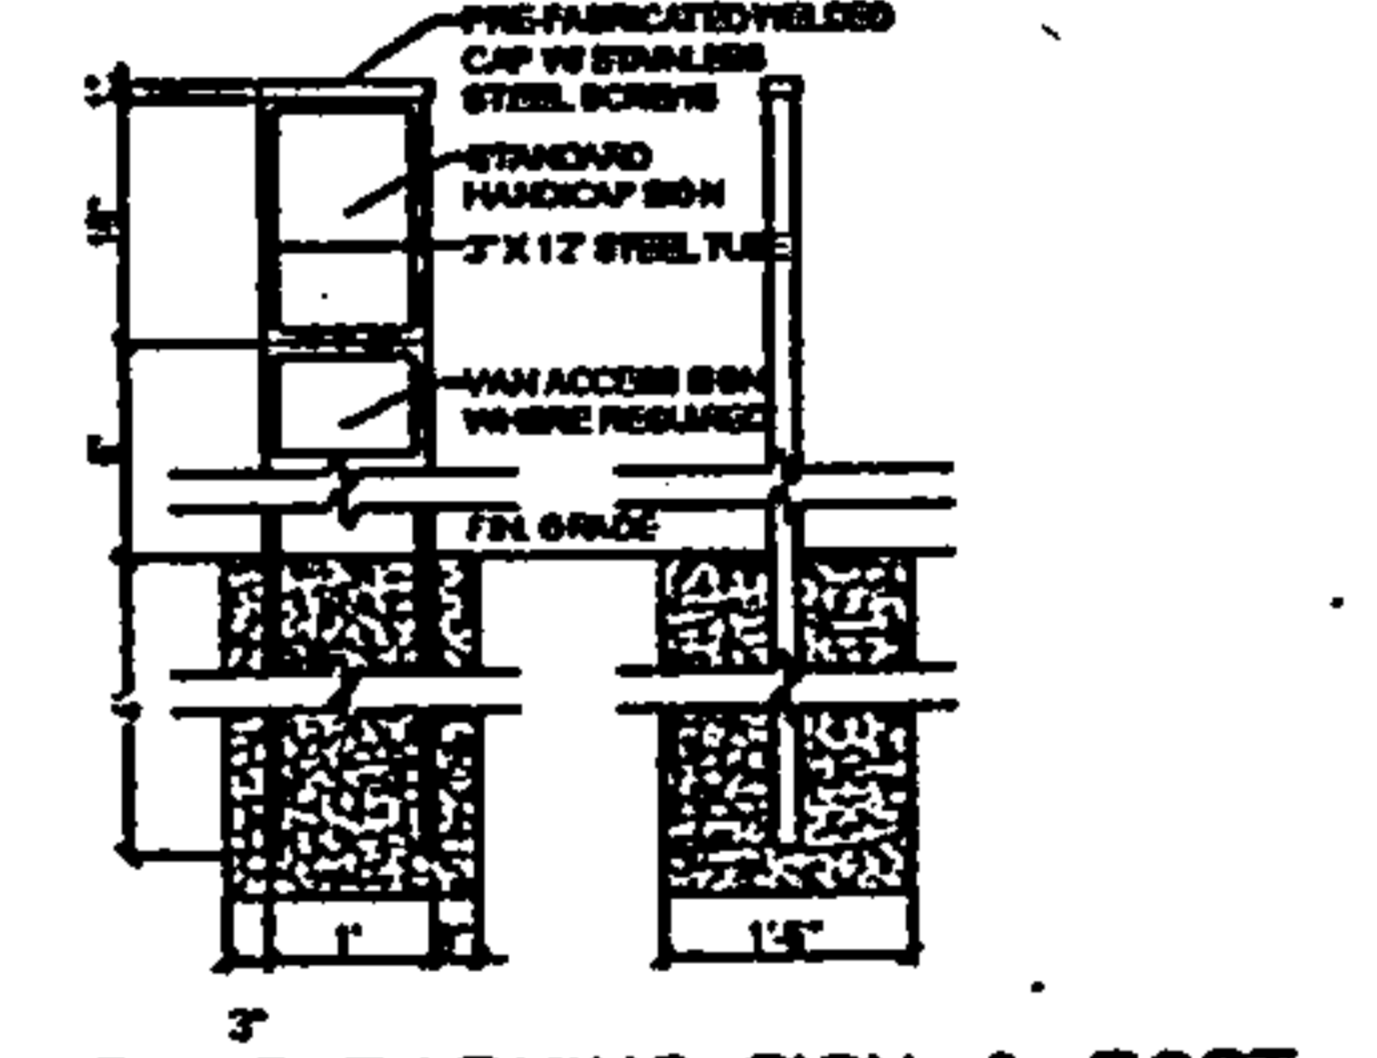 PRE-FABRICATED WELDED
CAP W/ STAINLESS
STEEL SCREWS
STANDARD
HANDICAP SIGN
3" X 12" STEEL TUBE
VAN ACCESS SIGN
WHERE REQUIRED
FIN. GRADE
1'
1'-6"
3"